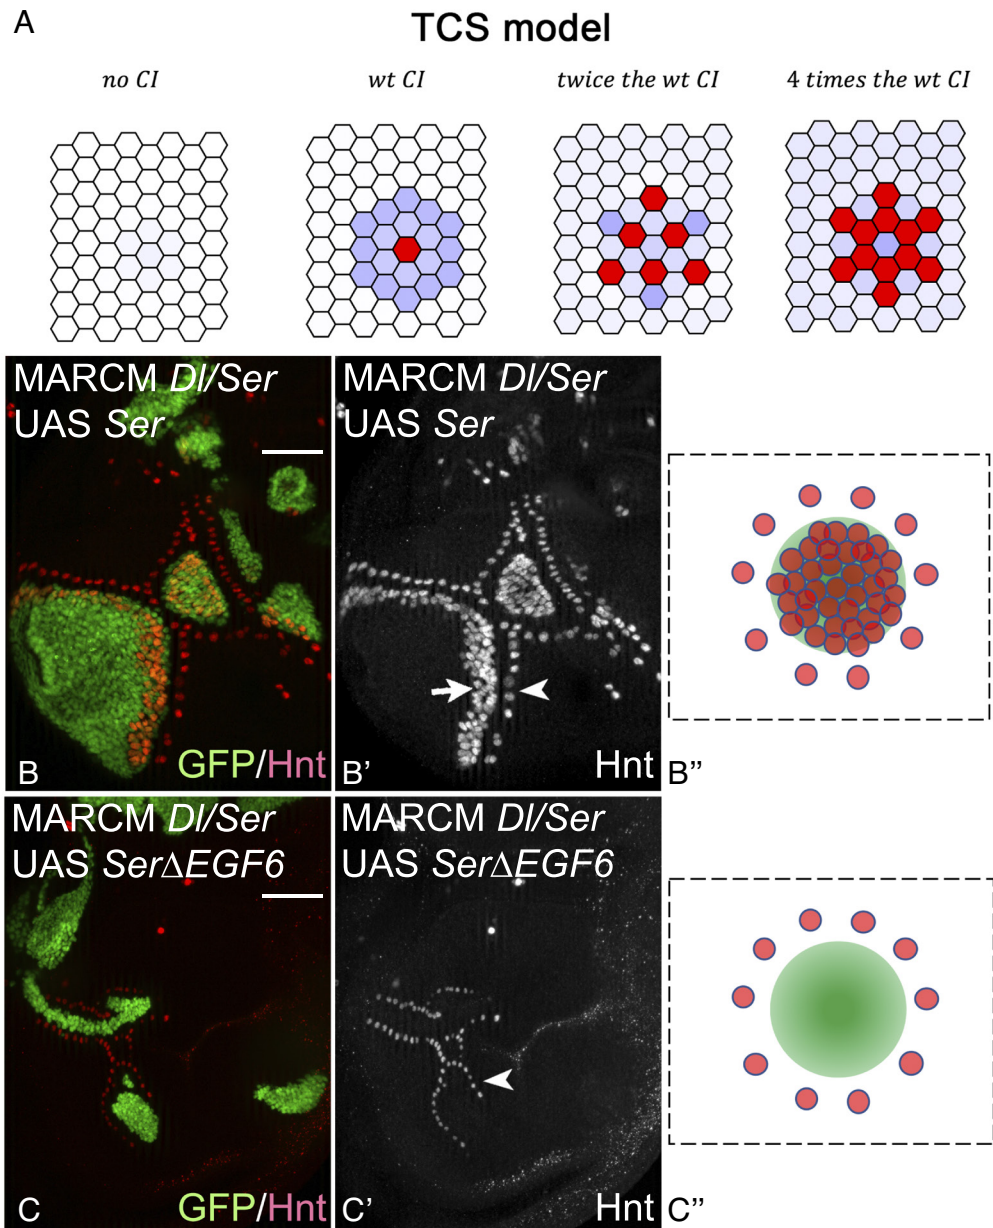 A
TCS model
no CI
wt CI
twice the wt CI
4 times the wt CI
MARCM Dl/Ser
UAS Ser
MARCM Dl/Ser
UAS Ser
B
GFP/Hnt
B'
Hnt
B"
MARCM Dl/Ser
UAS SerΔEGF6
MARCM Dl/Ser
UAS SerΔEGF6
C
GFP/Hnt
C'
Hnt
C"